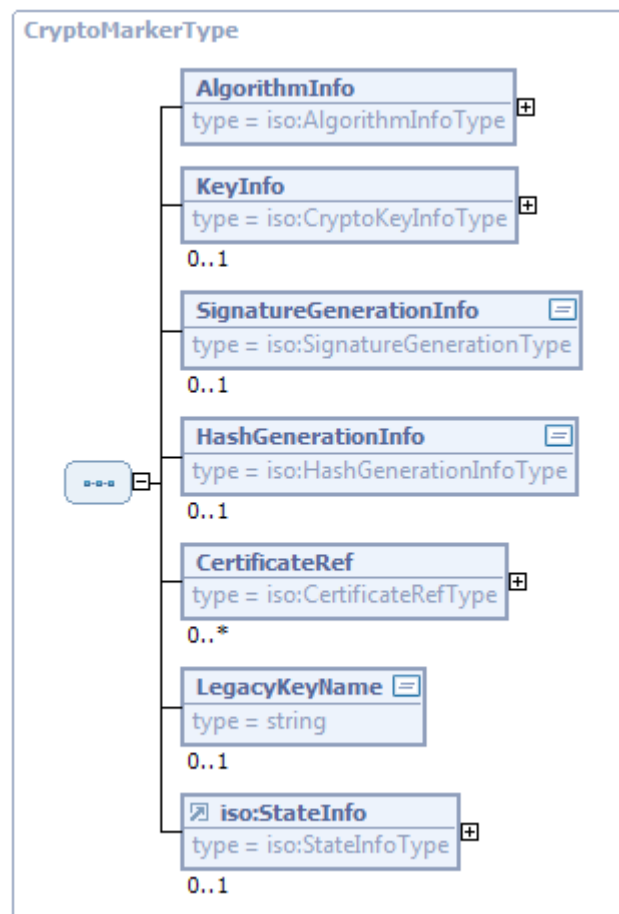 CryptoMarkerType
AlgorithmInfo
type = iso:AlgorithmInfoType
KeyInfo
type = iso:CryptoKeyInfoType
0..1
SignatureGenerationInfo
type = iso:SignatureGenerationType
0..1
HashGenerationInfo
type = iso:HashGenerationInfoType
0..1
CertificateRef
type = iso:CertificateRefType
0..*
LegacyKeyName
type = string
0..1
iso:StateInfo
type = iso:StateInfoType
0..1